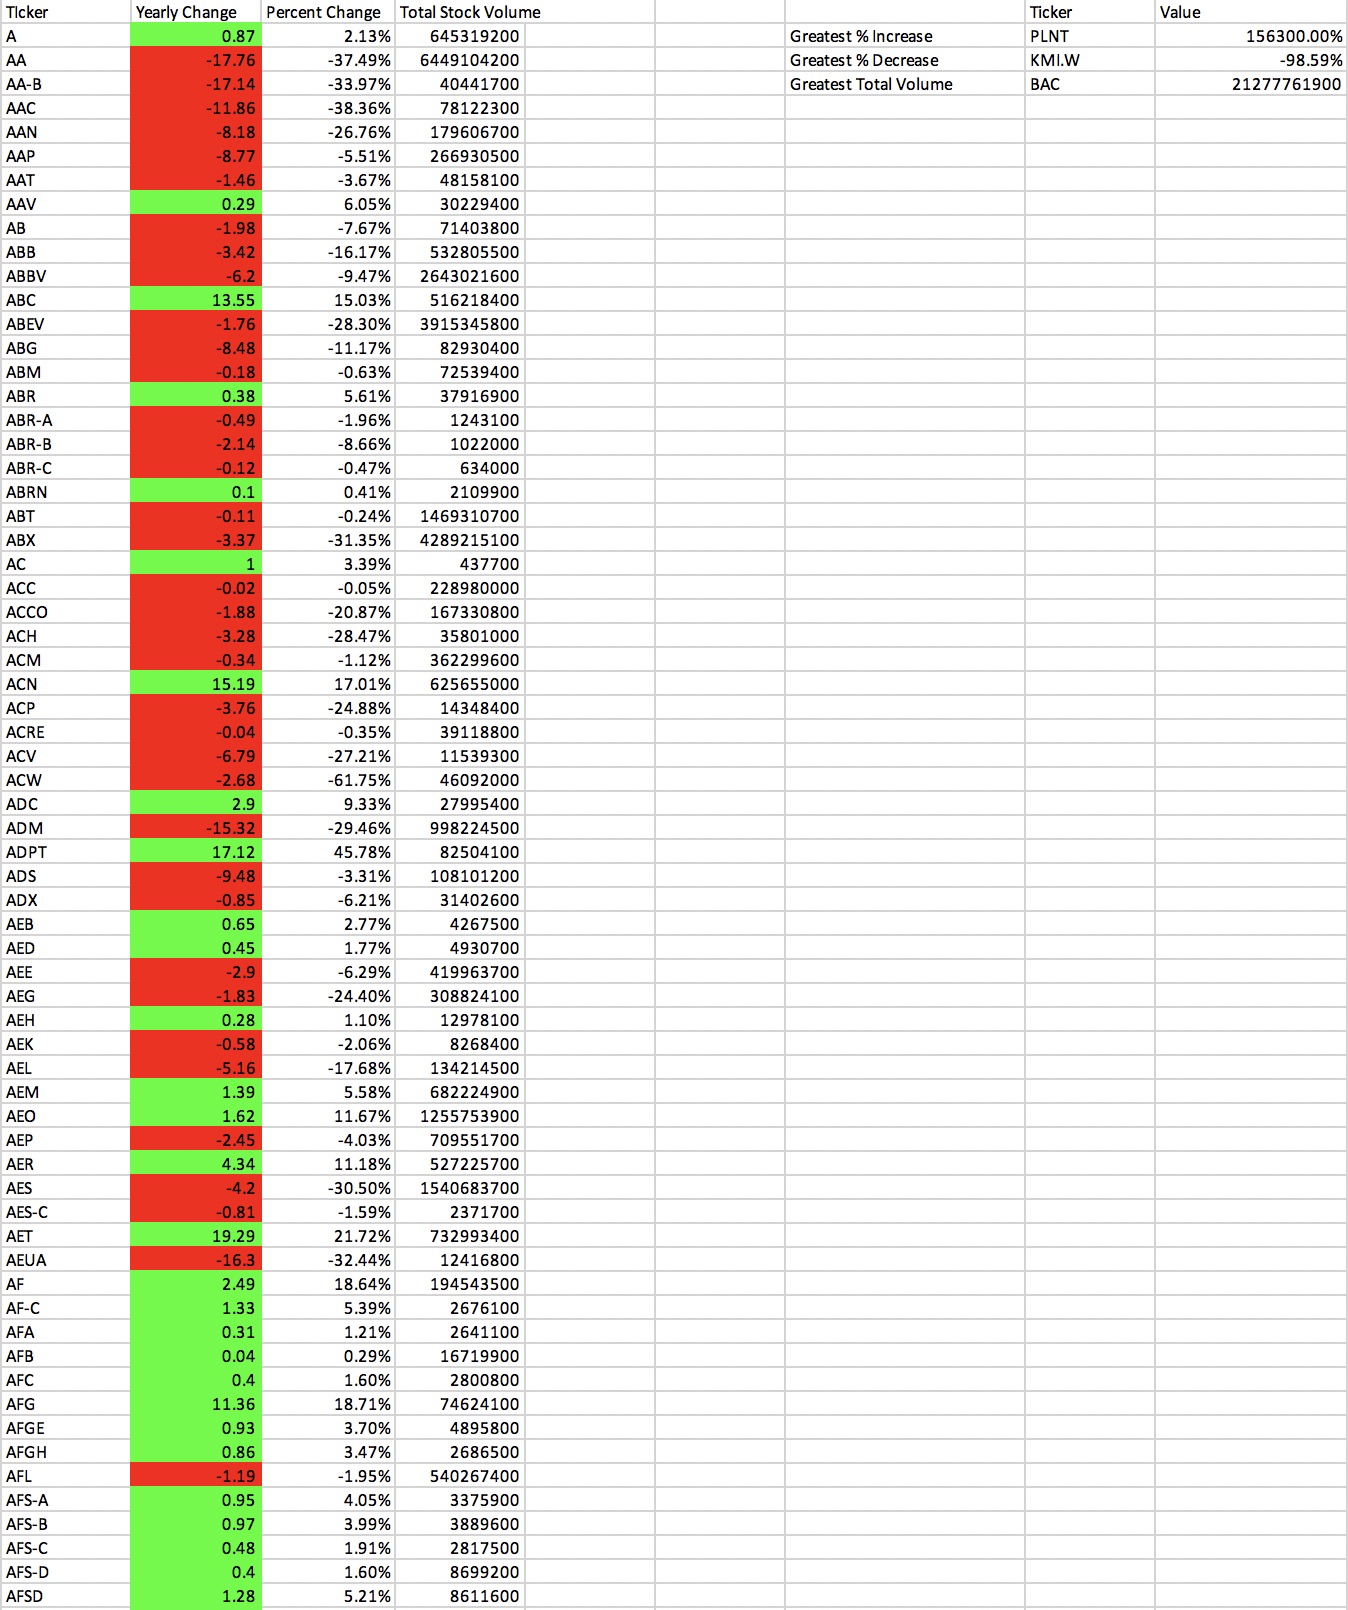 TIcker Yearly Change Percent Change Total Stock Volume Ticker Value
A 0.87 2.13% 645319200 Greatest % Increase PLNT 156300.00%
AA -17.76 -37.49% 6449104200 Greatest % Decrease KMI.W -98.59%
AA-B -17.14 -33.97% 40441700 Greatest Total Volume BAC 21277761900
AAC -11.86 -38.36% 78122300
AAN -8.18 -26.76% 179606700
AAP -8.77 -5.51% 266930500
AAT -1.46 -3.67% 48158100
AAV 0.29 6.05% 30229400
AB -1.98 -7.67% 71403800
ABB -3.42 -16.17% 532805500
ABBV -6.2 -9.47% 2643021600
ABC 13.55 15.03% 516218400
ABEV -1.76 -28.30% 3915345800
ABG -8.48 -11.17% 82930400
ABM -0.18 -0.63% 72539400
ABR 0.38 5.61% 37916900
ABR-A -0.49 -1.96% 1243100
ABR-B -2.14 -8.66% 1022000
ABR-C -0.12 -0.47% 634000
ABRN 0.1 0.41% 2109900
ABT -0.11 -0.24% 1469310700
ABX -3.37 -31.35% 4289215100
AC 1 3.39% 437700
ACC -0.02 -0.05% 228980000
ACCO -1.88 -20.87% 167330800
ACH -3.28 -28.47% 35801000
ACM -0.34 -1.12% 362299600
ACN 15.19 17.01% 625655000
ACP -3.76 -24.88% 14348400
ACRE -0.04 -0.35% 39118800
ACV -6.79 -27.21% 11539300
ACW -2.68 -61.75% 46092000
ADC 2.9 9.33% 27995400
ADM -15.32 -29.46% 998224500
ADPT 17.12 45.78% 82504100
ADS -9.48 -3.31% 108101200
ADX -0.85 -6.21% 31402600
AEB 0.65 2.77% 4267500
AED 0.45 1.77% 4930700
AEE -2.9 -6.29% 419963700
AEG -1.83 -24.40% 308824100
AEH 0.28 1.10% 12978100
AEK -0.58 -2.06% 8268400
AEL -5.16 -17.68% 134214500
AEM 1.39 5.58% 682224900
AEO 1.62 11.67% 1255753900
AEP -2.45 -4.03% 709551700
AER 4.34 11.18% 527225700
AES -4.2 -30.50% 1540683700
AES-C -0.81 -1.59% 2371700
AET 19.29 21.72% 732993400
AEUA -16.3 -32.44% 12416800
AF 2.49 18.64% 194543500
AF-C 1.33 5.39% 2676100
AFA 0.31 1.21% 2641100
AFB 0.04 0.29% 16719900
AFC 0.4 1.60% 2800800
AFG 11.36 18.71% 74624100
AFGE 0.93 3.70% 4895800
AFGH 0.86 3.47% 2686500
AFL -1.19 -1.95% 540267400
AFS-A 0.95 4.05% 3375900
AFS-B 0.97 3.99% 3889600
AFS-C 0.48 1.91% 2817500
AFS-D 0.4 1.60% 8699200
AFSD 1.28 5.21% 8611600